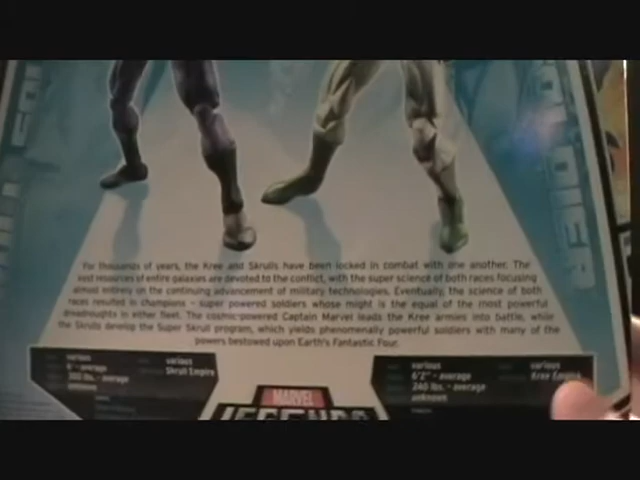 For thousands of years, the Kree and Skrulls have been locked in combat with one another. The
vast resources of entire galaxies are devoted to the conflict, with the super science of both races focusing
almost entirely on the continuing advancement of military technologies. Eventually, the science of both
races resulted in champions - super powered soldiers whose might is the equal of the most powerful
dreadnoughts in either fleet. The cosmic-powered Captain Marvel leads the Kree armies into battle, while
the Skrulls develop the Super Skrull program, which yields phenomenally powerful soldiers with many of the
powers bestowed upon Earth's Fantastic Four.
various various
6' - average Skrull Empire
300 lbs. - average
unknown
MARVEL
LEGENDS
various various
6'2" - average Kree Empire
240 lbs. - average
unknown